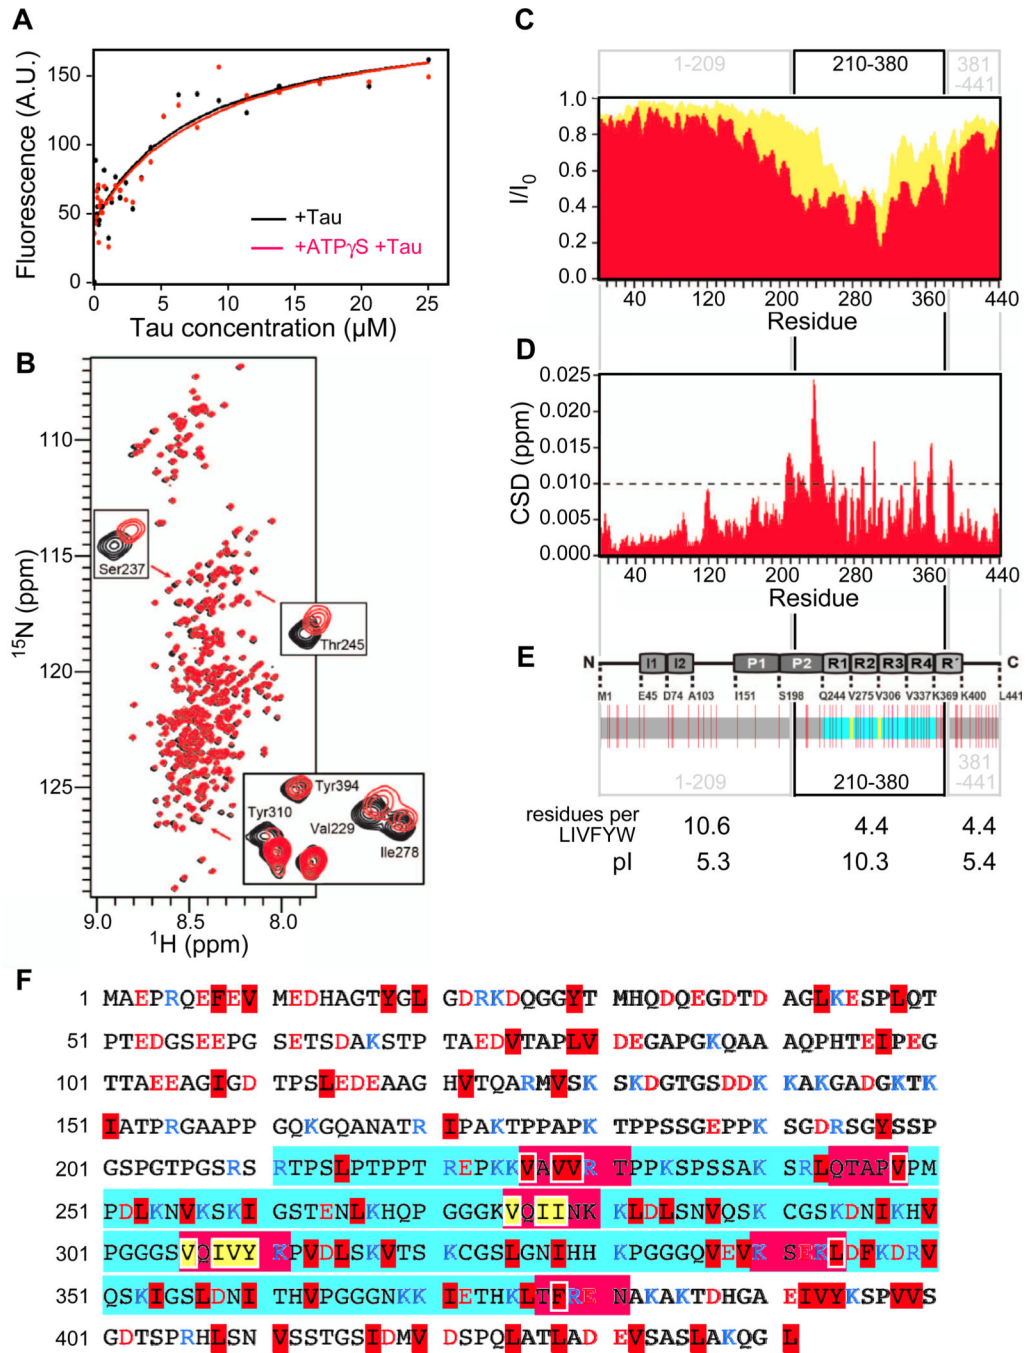 A
Fluorescence (A.U.)
150
100
50
0
+Tau
+ATPγS +Tau
0 5 10 15 20 25
Tau concentration (µM)
B
15N (ppm)
110
115
120
125
Ser237
Thr245
Tyr394
Tyr310
Val229
Ile278
9.0 8.5 8.0
1H (ppm)
C
1-209 210-380 381-441
I/I0
1.0
0.8
0.6
0.4
0.2
0.0
40 120 200 280 360 440
Residue
D
CSD (ppm)
0.025
0.020
0.015
0.010
0.005
0.000
40 120 200 280 360 440
Residue
E
N I1 I2 P1 P2 R1 R2 R3 R4 R´ C
M1 E45 D74 A103 I151 S198 Q244 V275 V306 V337 K369 K400 L441
1-209 210-380 381-441
residues per LIVFYW 10.6 4.4 4.4
pI 5.3 10.3 5.4
F
1 MAEPRQEFEV MEDHAGTYGL GDRKDQGGYT MHQDQEGDTD AGLKESPLQT
51 PTEDGSEEPG SETSDAKSTP TAEDVTAPLV DEGAPGKQAA AQPHTEIPEG
101 TTAEEAGIGD TPSLEDEAAG HVTQARMVSK SKDGTGSDDK KAKGADGKTK
151 IATPRGAAPP GQKGQANATR IPAKTPPAPK TPPSSGEPPK SGDRSGYSSP
201 GSPGTPGSRS RTPSLPTPPT REPKKVAVVR TPPKSPSSAK SRLQTAPVPM
251 PDLKNVKSKI GSTENLKHQP GGGKVQIINK KLDLSNVQSK CGSKDNIKHV
301 PGGGSVQIVY KPVDLSKVTS KCGSLGNIHH KPGGGQVEVK SEKLDFKDRV
351 QSKIGSLDNI THVPGGGNKK IETHKLTFRE NAKAKTDHGA EIVYKSPVVS
401 GDTSPRHLSN VSSTGSIDMV DSPQLATLAD EVSASLAKQG L